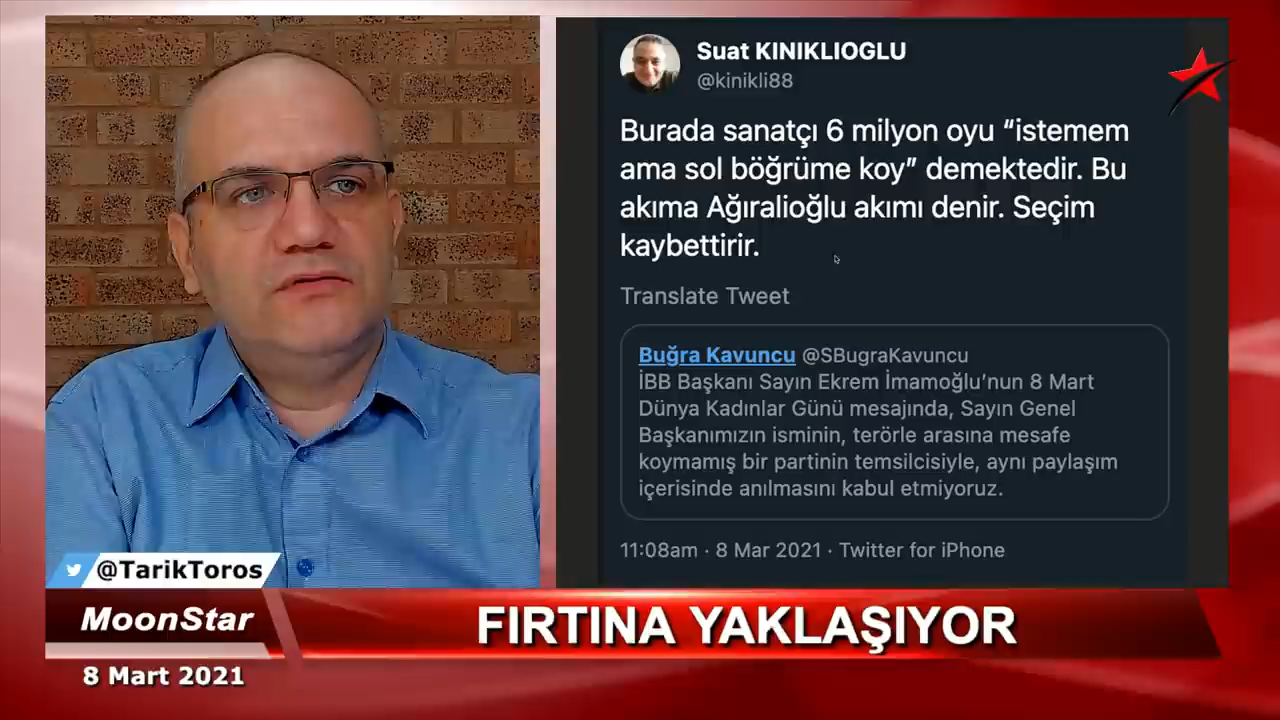 Suat KINIKLIOGLU
@kinikli88
Burada sanatçı 6 milyon oyu “istemem
ama sol böğrüme koy” demektedir. Bu
akıma Ağıralioğlu akımı denir. Seçim
kaybettirir.
Translate Tweet
Buğra Kavuncu @SBugraKavuncu
İBB Başkanı Sayın Ekrem İmamoğlu’nun 8 Mart
Dünya Kadınlar Günü mesajında, Sayın Genel
Başkanımızın isminin, terörle arasına mesafe
koymamış bir partinin temsilcisiyle, aynı paylaşım
içerisinde anılmasını kabul etmiyoruz.
11:08am · 8 Mar 2021 · Twitter for iPhone
@TarikToros
MoonStar
FIRTINA YAKLAŞIYOR
8 Mart 2021